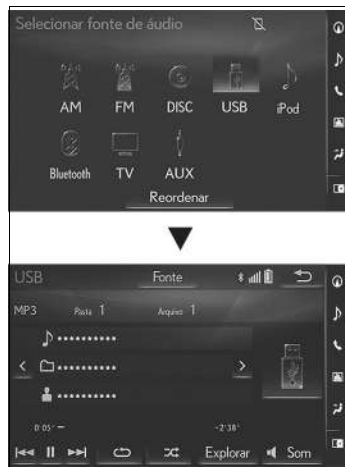 Selecionar fonte de áudio
AM FM DISC USB iPod
Bluetooth TV AUX
Reordenar
USB Fonte
MP3 Pasta 1 Arquivo 1
0'05" -2'38"
Explorar Som